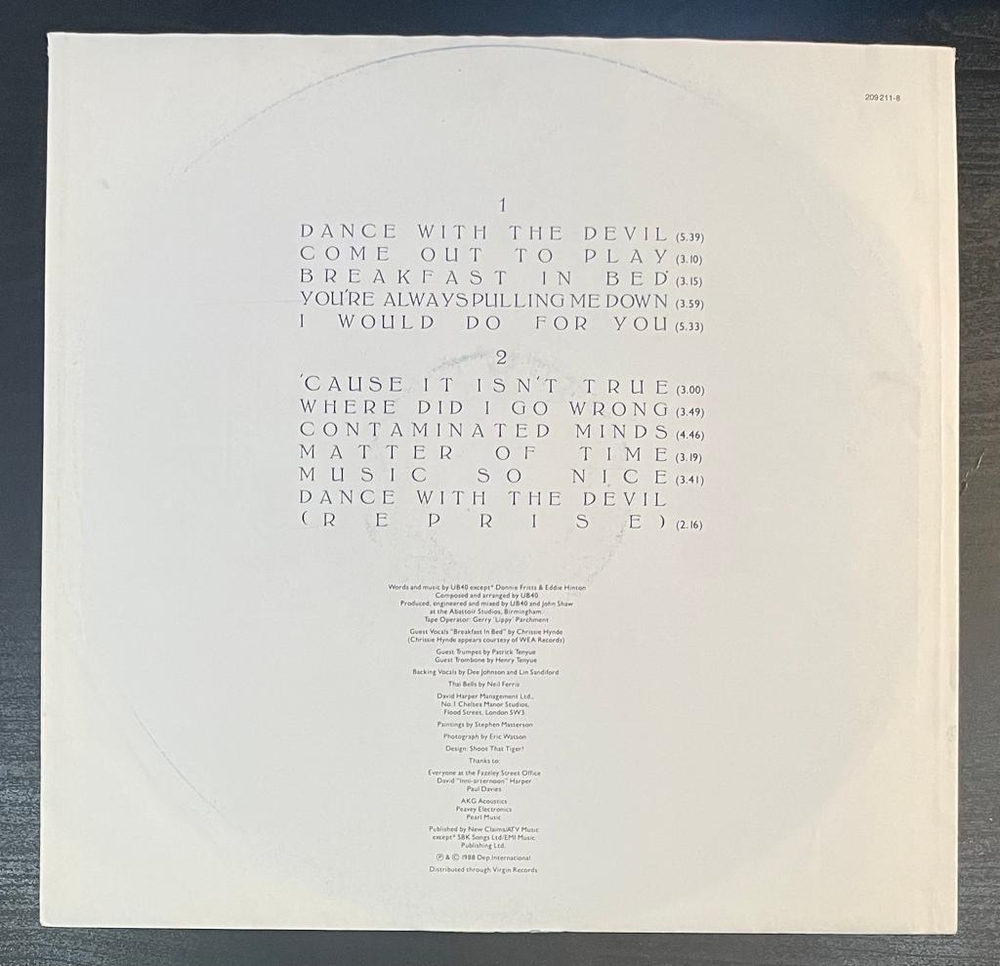 209 211-8
1
DANCE WITH THE DEVIL (5.39)
COME OUT TO PLAY (3.10)
BREAKFAST IN BED* (3.15)
YOU'RE ALWAYS PULLING ME DOWN (3.59)
I WOULD DO FOR YOU (5.33)
2
'CAUSE IT ISN'T TRUE (3.00)
WHERE DID I GO WRONG (3.49)
CONTAMINATED MINDS (4.46)
MATTER OF TIME (3.19)
MUSIC SO NICE (3.41)
DANCE WITH THE DEVIL
(REPRISE) (2.16)
Words and music by UB40 except* Donnie Fritts & Eddie Hinton
Composed and arranged by UB40
Produced, engineered and mixed by UB40 and John Shaw
at the Abattoir Studios, Birmingham.
Tape Operator: Gerry 'Lippy' Parchment
Guest Vocals "Breakfast In Bed" by Chrissie Hynde
(Chrissie Hynde appears courtesy of WEA Records)
Guest Trumpet by Patrick Tenyue
Guest Trombone by Henry Tenyue
Backing Vocals by Dee Johnson and Lin Sandiford
Thai Bells by Neil Ferris
David Harper Management Ltd.,
No. 1 Chelsea Manor Studios,
Flood Street, London SW3.
Paintings by Stephen Masterson
Photograph by Eric Watson
Design: Shoot That Tiger!
Thanks to:
Everyone at the Fazeley Street Office
David Harper
Paul Davies
AKG Acoustics
Peavey Electronics
Pearl Music
Published by New Claims/ATV Music
except* SBK Songs Ltd/EMI Music
Publishing Ltd.
Ⓟ & © 1988 Dep International
Distributed through Virgin Records